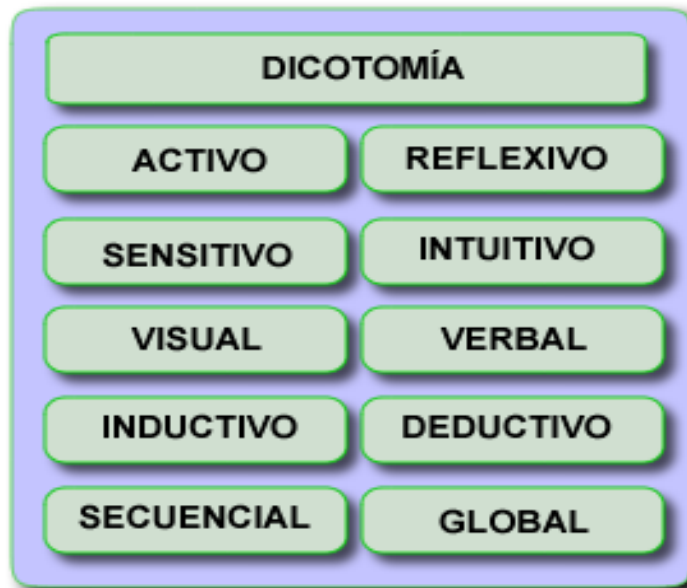 DICOTOMÍA
ACTIVO REFLEXIVO
SENSITIVO INTUITIVO
VISUAL VERBAL
INDUCTIVO DEDUCTIVO
SECUENCIAL GLOBAL